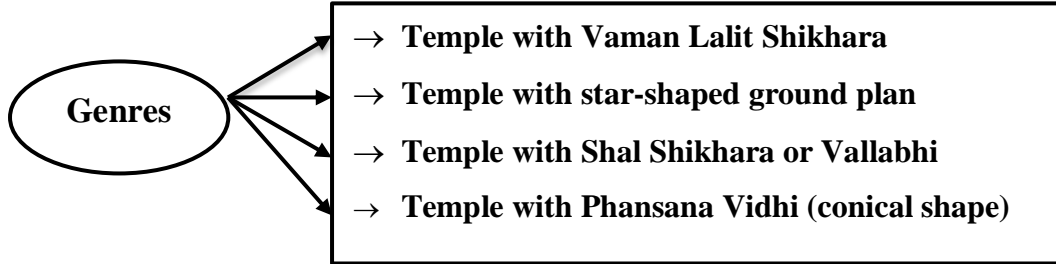 Genres
→ Temple with Vaman Lalit Shikhara
→ Temple with star-shaped ground plan
→ Temple with Shal Shikhara or Vallabhi
→ Temple with Phansana Vidhi (conical shape)